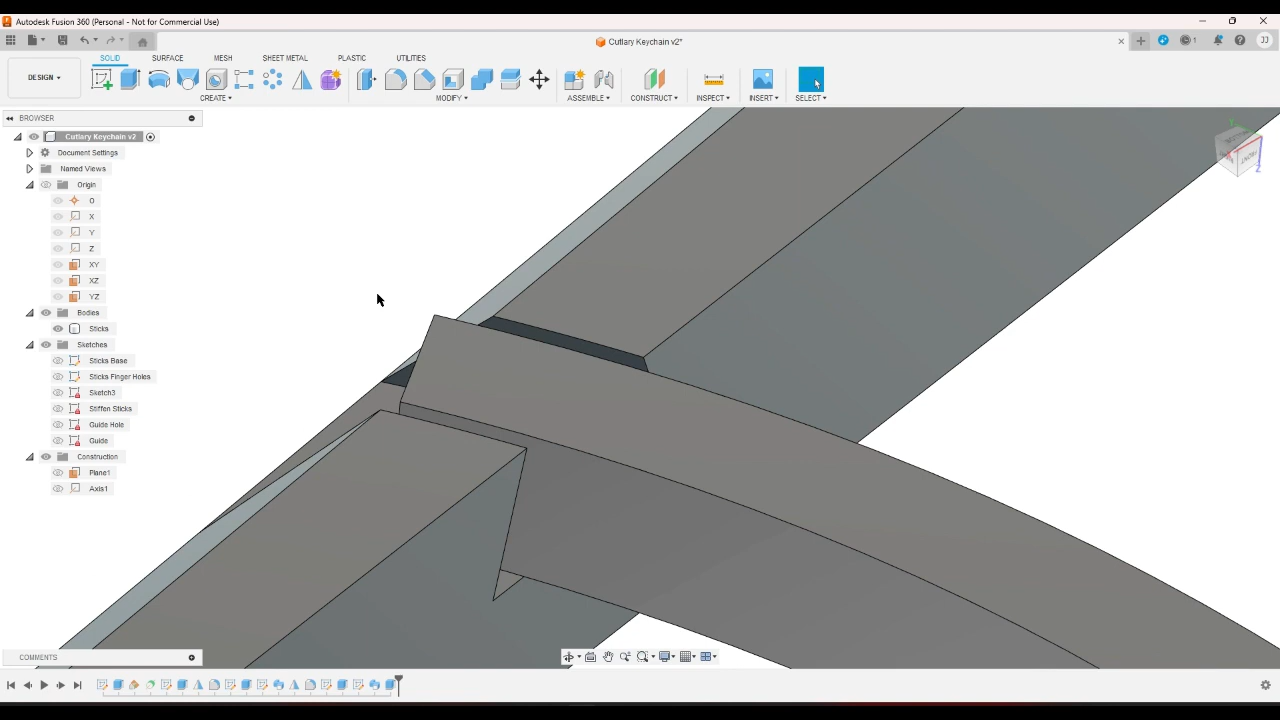 Autodesk Fusion 360 (Personal - Not for Commercial Use)
Cutlary Keychain v2*
1
JJ
SOLID SURFACE MESH SHEET METAL PLASTIC UTILITIES
DESIGN
CREATE MODIFY ASSEMBLE CONSTRUCT INSPECT INSERT SELECT
BROWSER
Cutlary Keychain v2
Document Settings
Named Views
Origin
O
X
Y
Z
XY
XZ
YZ
Bodies
Sticks
Sketches
Sticks Base
Sticks Finger Holes
Sketch3
Stiffen Sticks
Guide Hole
Guide
Construction
Plane1
Axis1
COMMENTS
Z